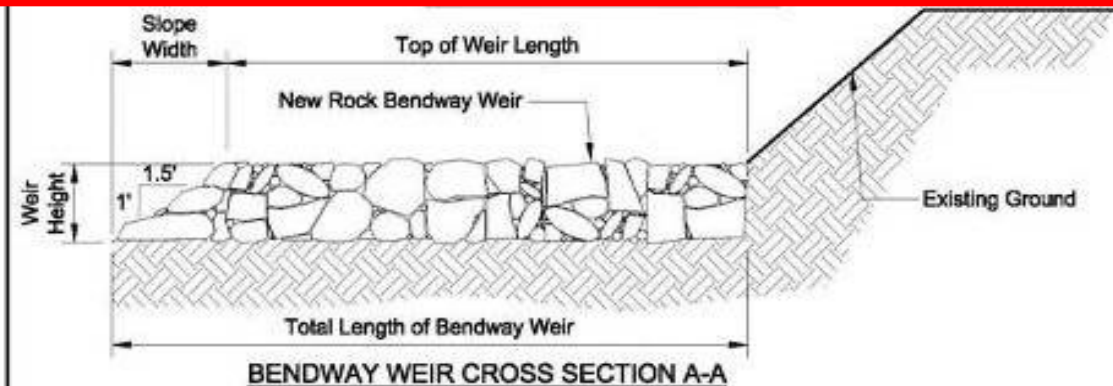 Slope
Width
Top of Weir Length
New Rock Bendway Weir
1.5'
1'
Weir
Height
Existing Ground
Total Length of Bendway Weir
BENDWAY WEIR CROSS SECTION A-A